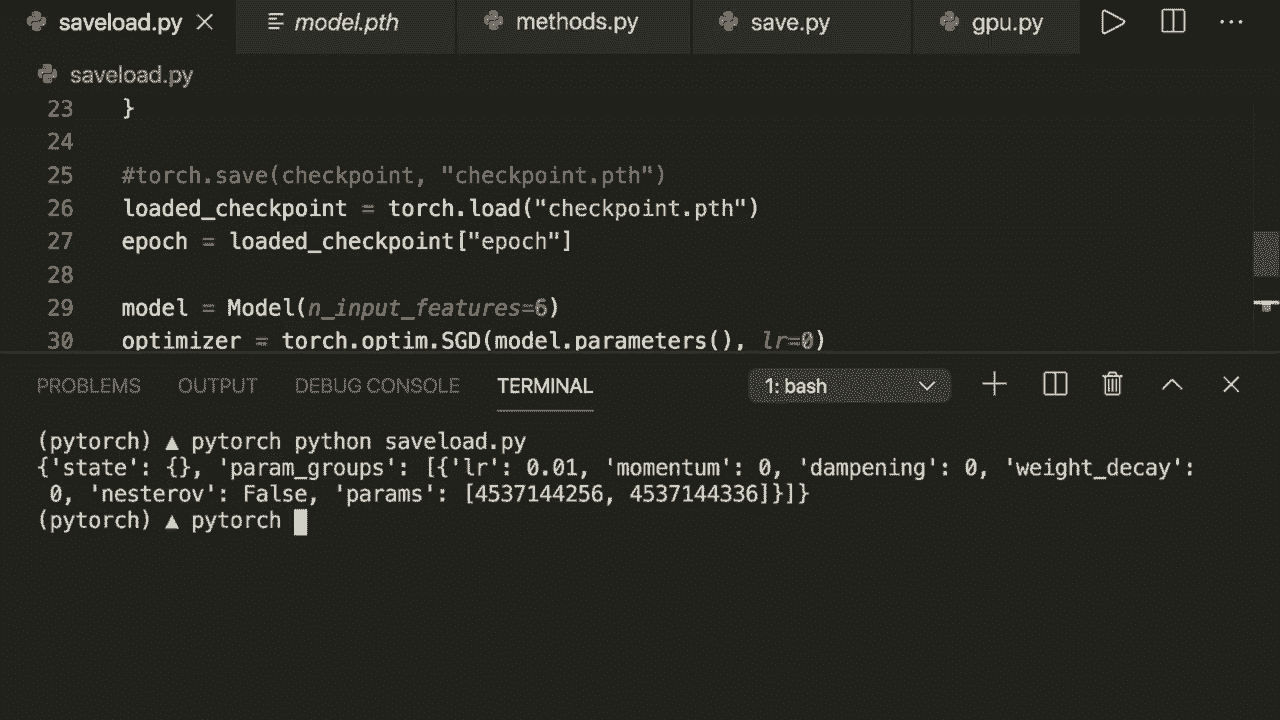 saveload.py model.pth methods.py save.py gpu.py
saveload.py
23 }
24
25 #torch.save(checkpoint, "checkpoint.pth")
26 loaded_checkpoint = torch.load("checkpoint.pth")
27 epoch = loaded_checkpoint["epoch"]
28
29 model = Model(n_input_features=6)
30 optimizer = torch.optim.SGD(model.parameters(), lr=0)
PROBLEMS OUTPUT DEBUG CONSOLE TERMINAL 1: bash
(pytorch) ▲ pytorch python saveload.py
{'state': {}, 'param_groups': [{'lr': 0.01, 'momentum': 0, 'dampening': 0, 'weight_decay':
0, 'nesterov': False, 'params': [4537144256, 4537144336]}]}
(pytorch) ▲ pytorch